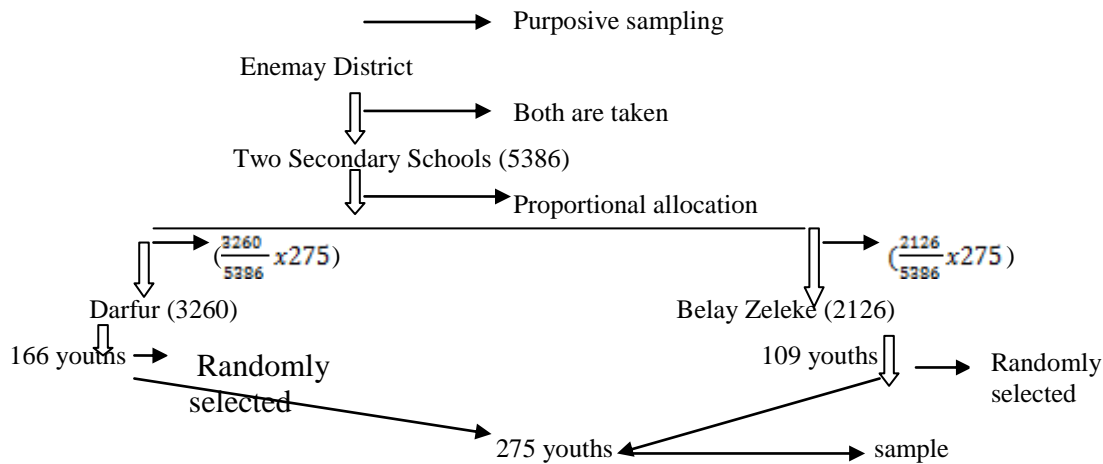 Purposive sampling
Enemay District
Both are taken
Two Secondary Schools (5386)
Proportional allocation
(3260/5386 x275)
(2126/5386 x275)
Darfur (3260)
Belay Zeleke (2126)
166 youths
Randomly
selected
109 youths
Randomly
selected
275 youths
sample